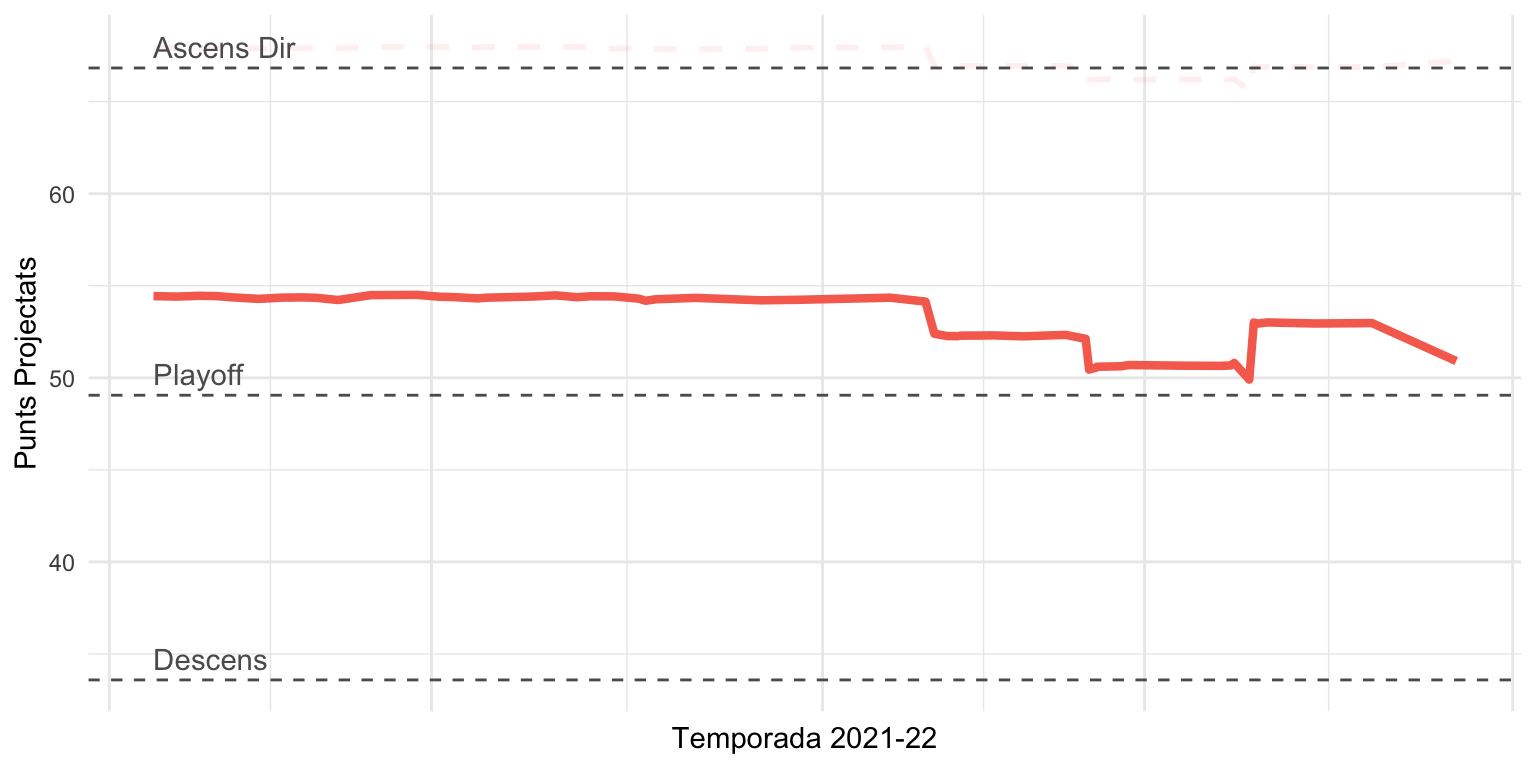 Ascens Dir
60
Punts Projectats
Playoff
50
40
Descens
Temporada 2021-22